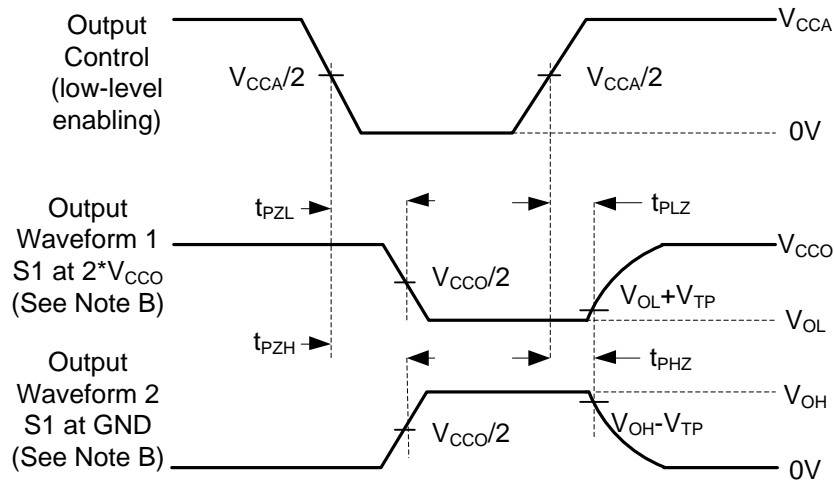 Output
Control
(low-level
enabling)
V_CCA/2
V_CCA/2
V_CCA
0V
Output
Waveform 1
S1 at 2*V_CCO
(See Note B)
t_PZL
t_PLZ
V_CCO/2
V_OL+V_TP
V_CCO
V_OL
Output
Waveform 2
S1 at GND
(See Note B)
t_PZH
t_PHZ
V_CCO/2
V_OH-V_TP
V_OH
0V